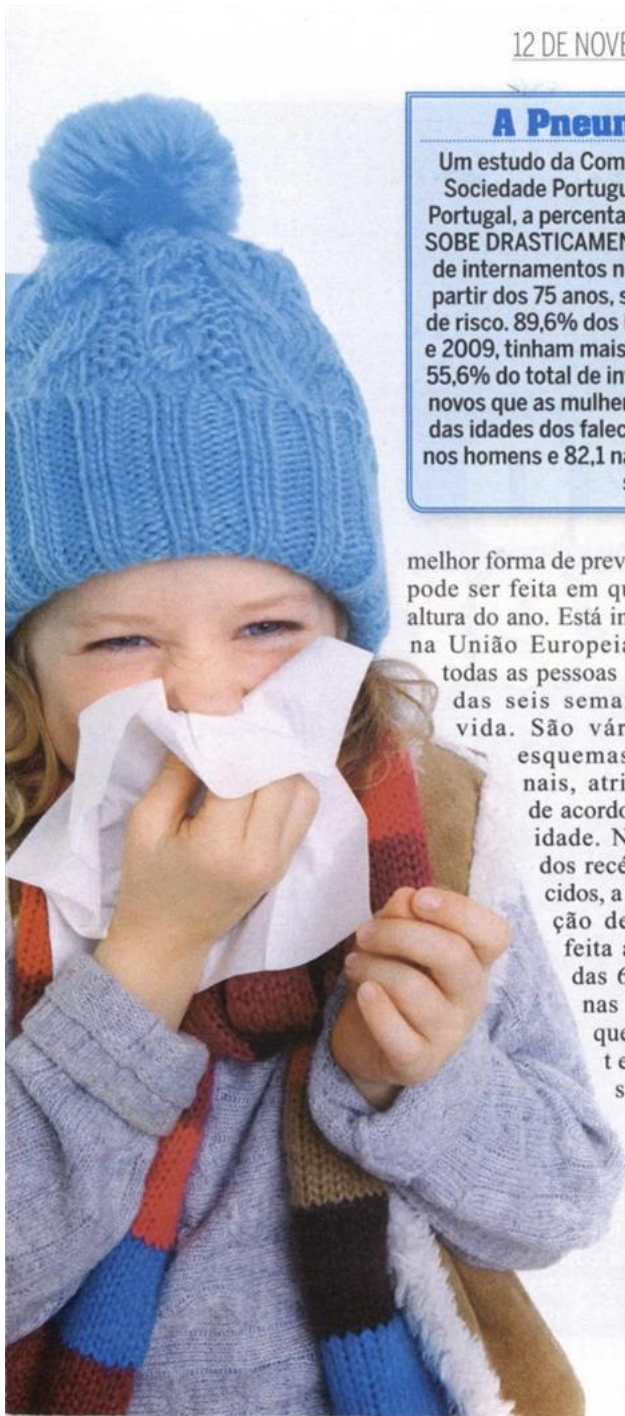 12 DE NOVE
A Pneum
Um estudo da Com
Sociedade Portugu
Portugal, a percenta
SOBE DRASTICAMEN
de internamentos n
partir dos 75 anos, s
de risco. 89,6% dos i
e 2009, tinham mais
55,6% do total de in
novos que as mulher
das idades dos falec
nos homens e 82,1 na
s
melhor forma de prev
pode ser feita em qu
altura do ano. Está in
na União Europeia
todas as pessoas
das seis sema
vida. São vár
esquemas
nais, atri
de acordo
idade. N
dos recé
cidos, a
ção de
feita a
das 6
nas
que
te
s